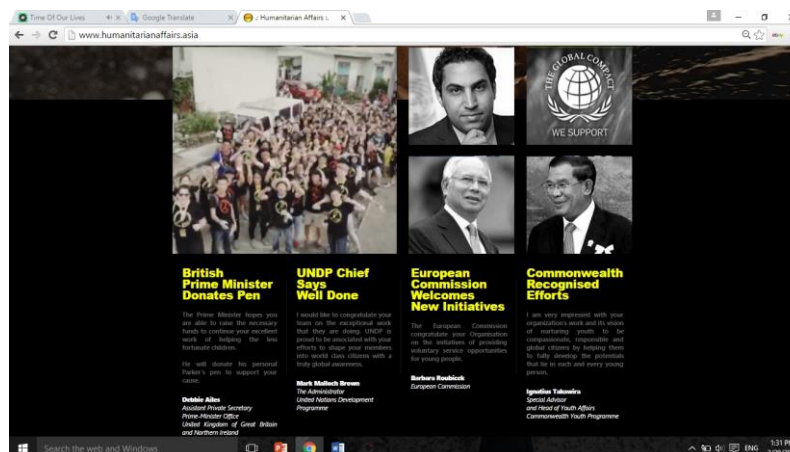 Time Of Our Lives
Google Translate
:: Humanitarian Affairs ::
www.humanitarianaffairs.asia
ebay
THE GLOBAL COMPACT
WE SUPPORT
British
Prime Minister
Donates Pen
The Prime Minister hopes you
are able to raise the necessary
funds to continue your excellent
work of helping the less
fortunate children.
He will donate his personal
Parker's pen to support your
cause.
Debbie Ailes
Assistant Private Secretary
Prime-Minister Office
United Kingdom of Great Britain
and Northern Ireland
UNDP Chief
Says
Well Done
I would like to congratulate your
team on the exceptional work
that they are doing. UNDP is
proud to be associated with your
efforts to shape your members
into world class citizens with a
truly global awareness.
Mark Malloch Brown
The Administrator
United Nations Development
Programme
European
Commission
Welcomes
New Initiatives
The European Commission
congratulate your Organisation
on the initiatives of providing
voluntary service opportunities
for young people.
Barbara Roubicek
European Commission
Commonwealth
Recognised
Efforts
I am very impressed with your
organization's work and its vision
of nurturing youth to be
compassionate, responsible and
global citizens by helping them
to fully develop the potentials
that lie in each and every young
person.
Ignatius Takawira
Special Advisor
and Head of Youth Affairs
Commonwealth Youth Programme
Search the web and Windows
ENG
1:31 PM